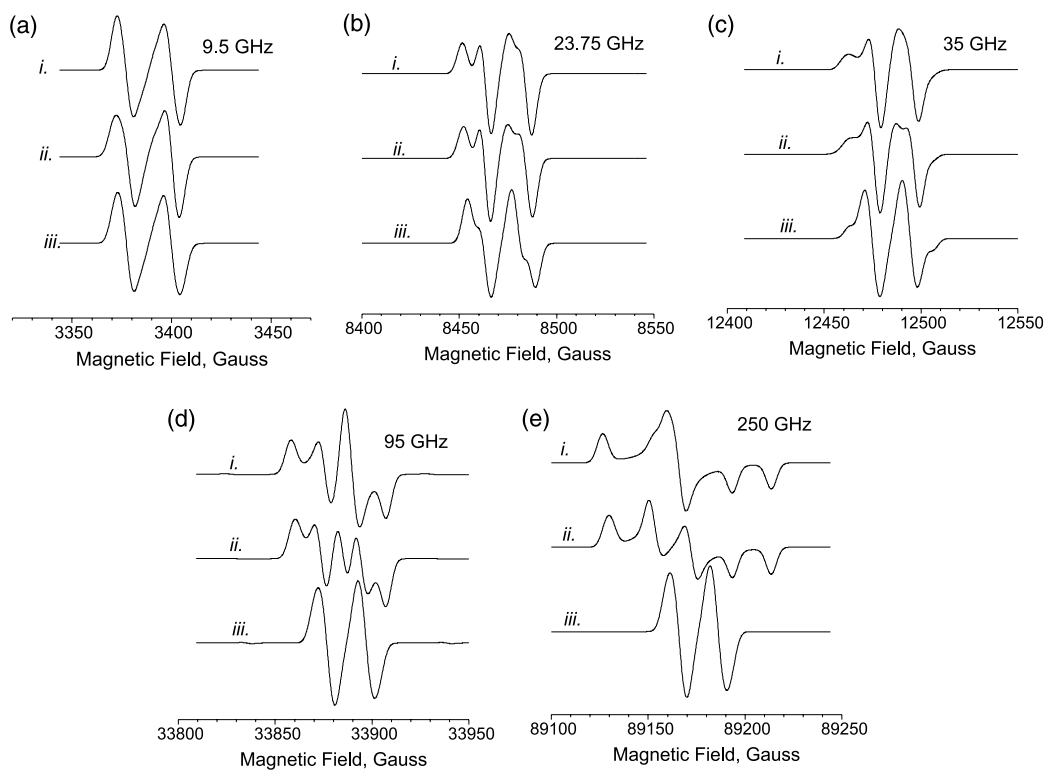 (a)
9.5 GHz
i.
ii.
iii.
3350 3400 3450
Magnetic Field, Gauss
(b)
23.75 GHz
i.
ii.
iii.
8400 8450 8500 8550
Magnetic Field, Gauss
(c)
35 GHz
i.
ii.
iii.
12400 12450 12500 12550
Magnetic Field, Gauss
(d)
95 GHz
i.
ii.
iii.
33800 33850 33900 33950
Magnetic Field, Gauss
(e)
250 GHz
i.
ii.
iii.
89100 89150 89200 89250
Magnetic Field, Gauss